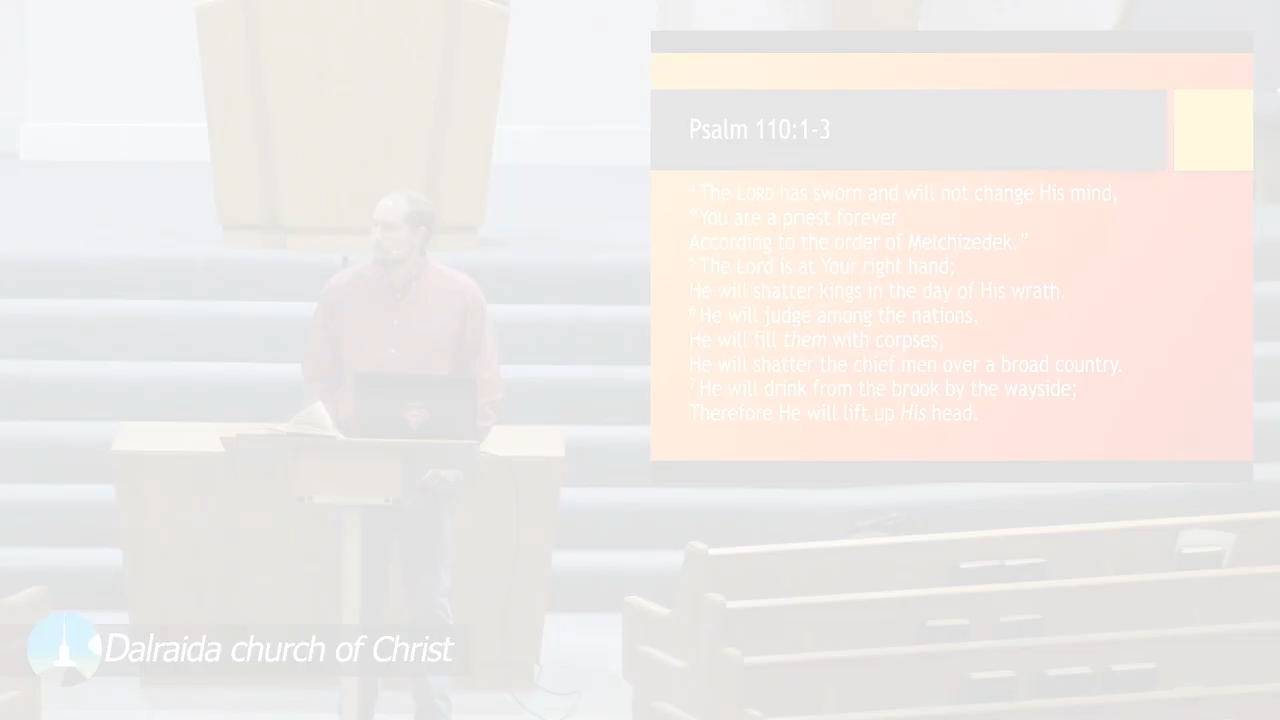 Psalm 110:1-3
4 The LORD has sworn and will not change His mind,
"You are a priest forever
According to the order of Melchizedek."
5 The Lord is at Your right hand;
He will shatter kings in the day of His wrath.
6 He will judge among the nations,
He will fill them with corpses,
He will shatter the chief men over a broad country.
7 He will drink from the brook by the wayside;
Therefore He will lift up His head.
Dalraida church of Christ